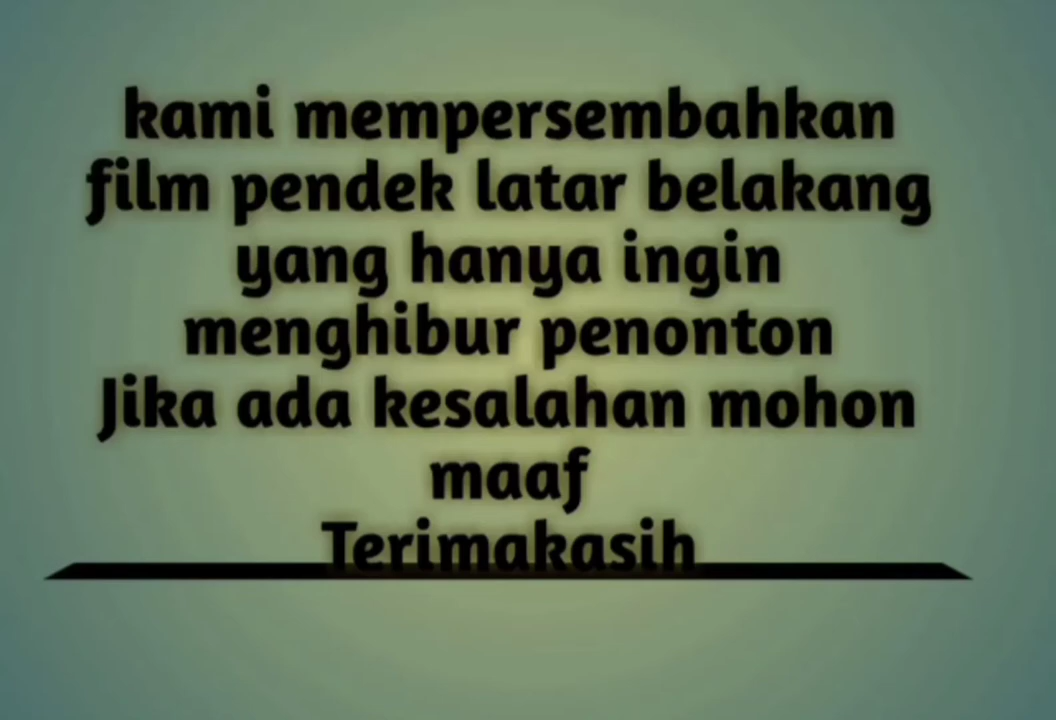 kami mempersembahkan
film pendek latar belakang
yang hanya ingin
menghibur penonton
Jika ada kesalahan mohon
maaf
Terimakasih